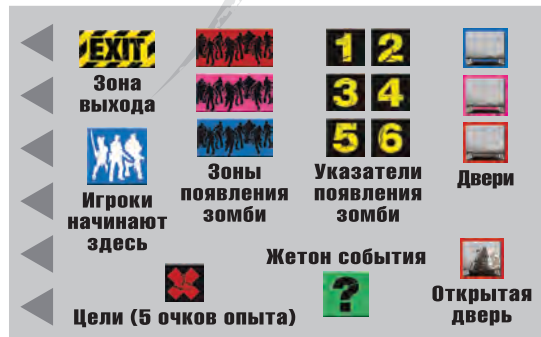 EXIT
Зона
выхода
Игроки
начинают
здесь
Зоны
появления
зомби
1 2
3 4
5 6
Указатели
появления
зомби
Двери
Жетон события
?
Цели (5 очков опыта)
Открытая
дверь